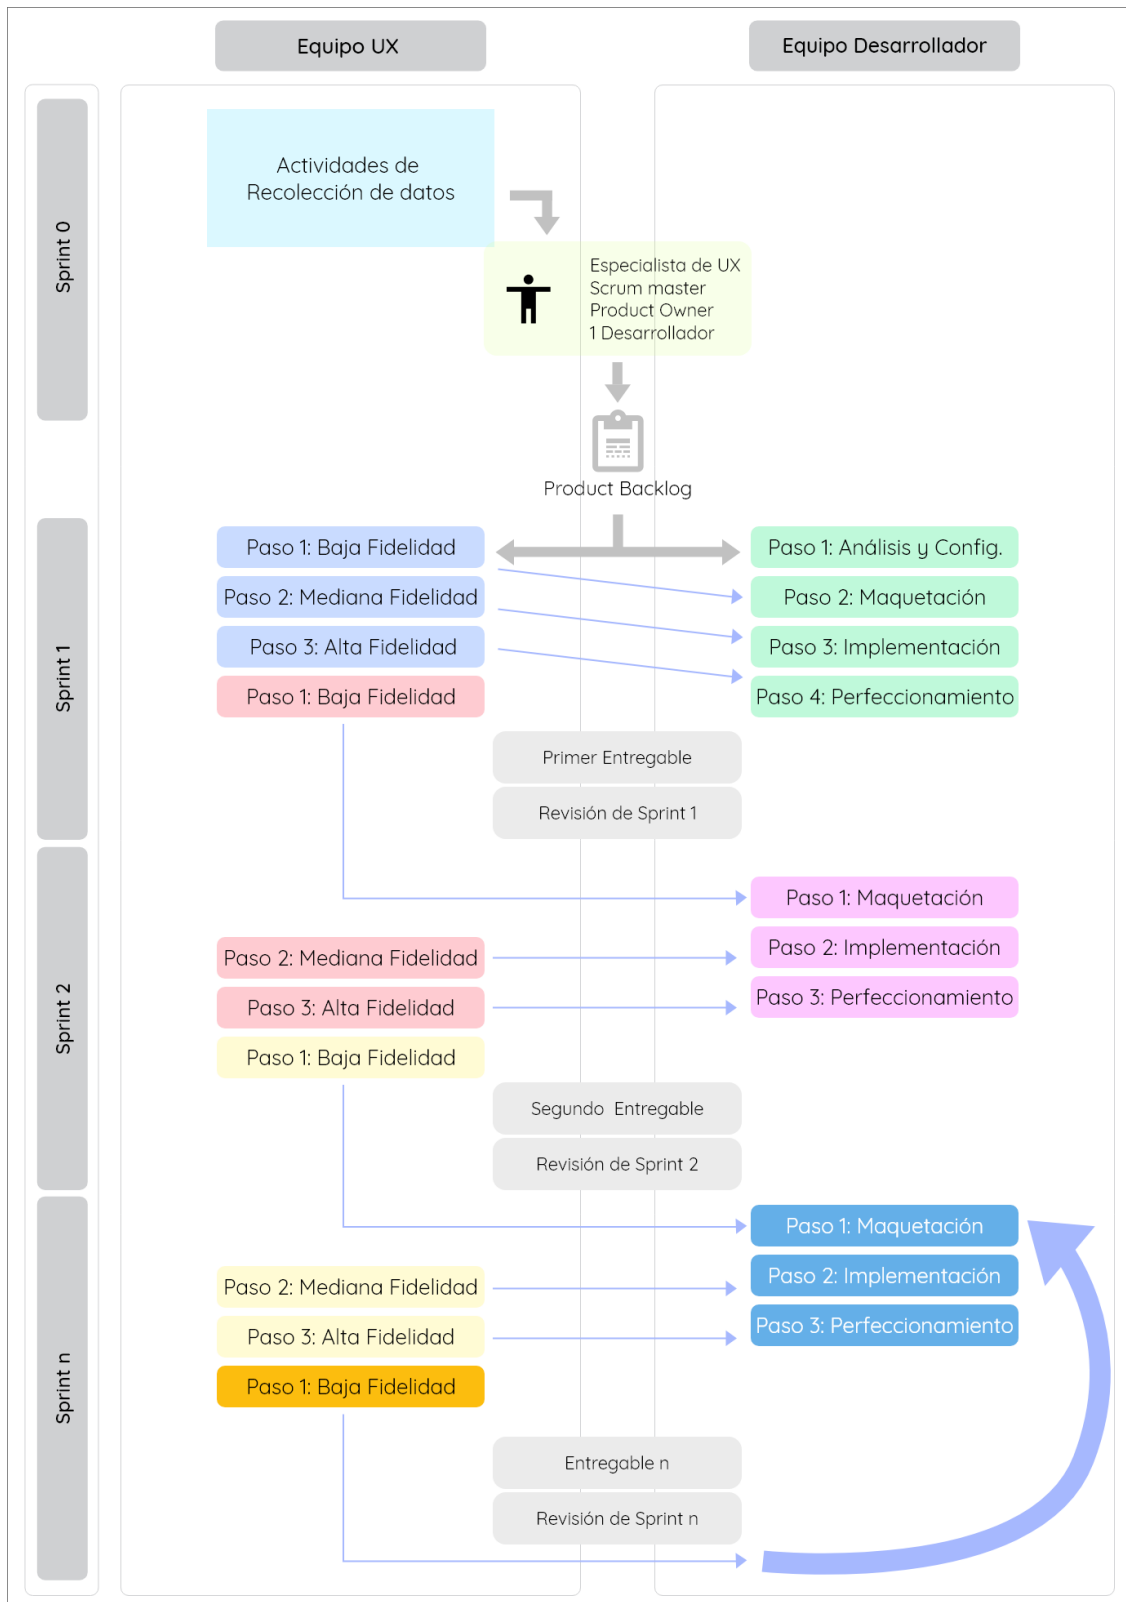 Equipo UX
Equipo Desarrollador
Sprint 0
Actividades de
Recolección de datos
Especialista de UX
Scrum master
Product Owner
1 Desarrollador
Product Backlog
Sprint 1
Paso 1: Baja Fidelidad
Paso 1: Análisis y Config.
Paso 2: Mediana Fidelidad
Paso 2: Maquetación
Paso 3: Alta Fidelidad
Paso 3: Implementación
Paso 1: Baja Fidelidad
Paso 4: Perfeccionamiento
Primer Entregable
Revisión de Sprint 1
Sprint 2
Paso 1: Maquetación
Paso 2: Mediana Fidelidad
Paso 2: Implementación
Paso 3: Alta Fidelidad
Paso 3: Perfeccionamiento
Paso 1: Baja Fidelidad
Segundo Entregable
Revisión de Sprint 2
Sprint n
Paso 1: Maquetación
Paso 2: Mediana Fidelidad
Paso 2: Implementación
Paso 3: Alta Fidelidad
Paso 3: Perfeccionamiento
Paso 1: Baja Fidelidad
Entregable n
Revisión de Sprint n